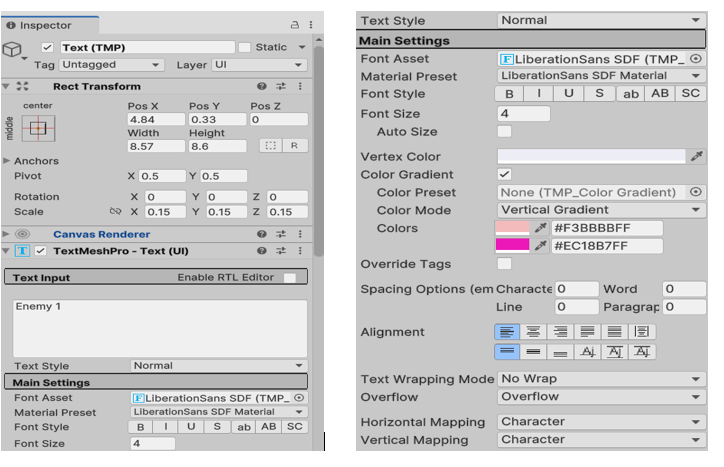 Inspector
Text (TMP) Static
Tag Untagged Layer UI
Rect Transform
center Pos X Pos Y Pos Z
middle 4.84 0.33 0
Width Height
8.57 8.6 R
Anchors
Pivot X 0.5 Y 0.5
Rotation X 0 Y 0 Z 0
Scale X 0.15 Y 0.15 Z 0.15
Canvas Renderer
TextMeshPro - Text (UI)
Text Input Enable RTL Editor
Enemy 1
Text Style Normal
Main Settings
Font Asset F LiberationSans SDF (TMP_
Material Preset LiberationSans SDF Material
Font Style B I U S ab AB SC
Font Size 4
Text Style Normal
Main Settings
Font Asset F LiberationSans SDF (TMP_
Material Preset LiberationSans SDF Material
Font Style B I U S ab AB SC
Font Size 4
Auto Size
Vertex Color
Color Gradient
Color Preset None (TMP_Color Gradient)
Color Mode Vertical Gradient
Colors #F3BBBBFF
#EC18B7FF
Override Tags
Spacing Options (em Characte 0 Word 0
Line 0 Paragrap 0
Alignment
Text Wrapping Mode No Wrap
Overflow Overflow
Horizontal Mapping Character
Vertical Mapping Character